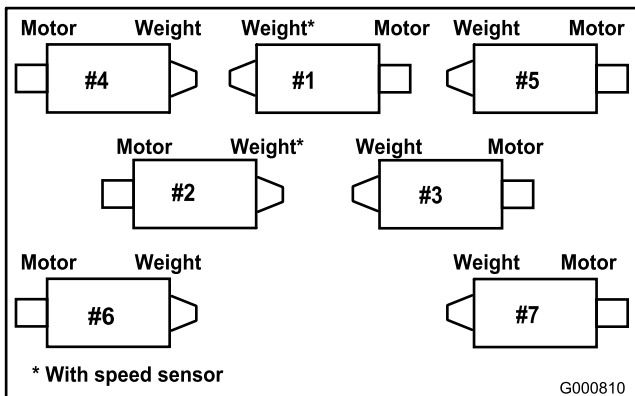 Motor Weight Weight* Motor Weight Motor
#4 #1 #5
Motor Weight* Weight Motor
#2 #3
Motor Weight Weight Motor
#6 #7
* With speed sensor
G000810